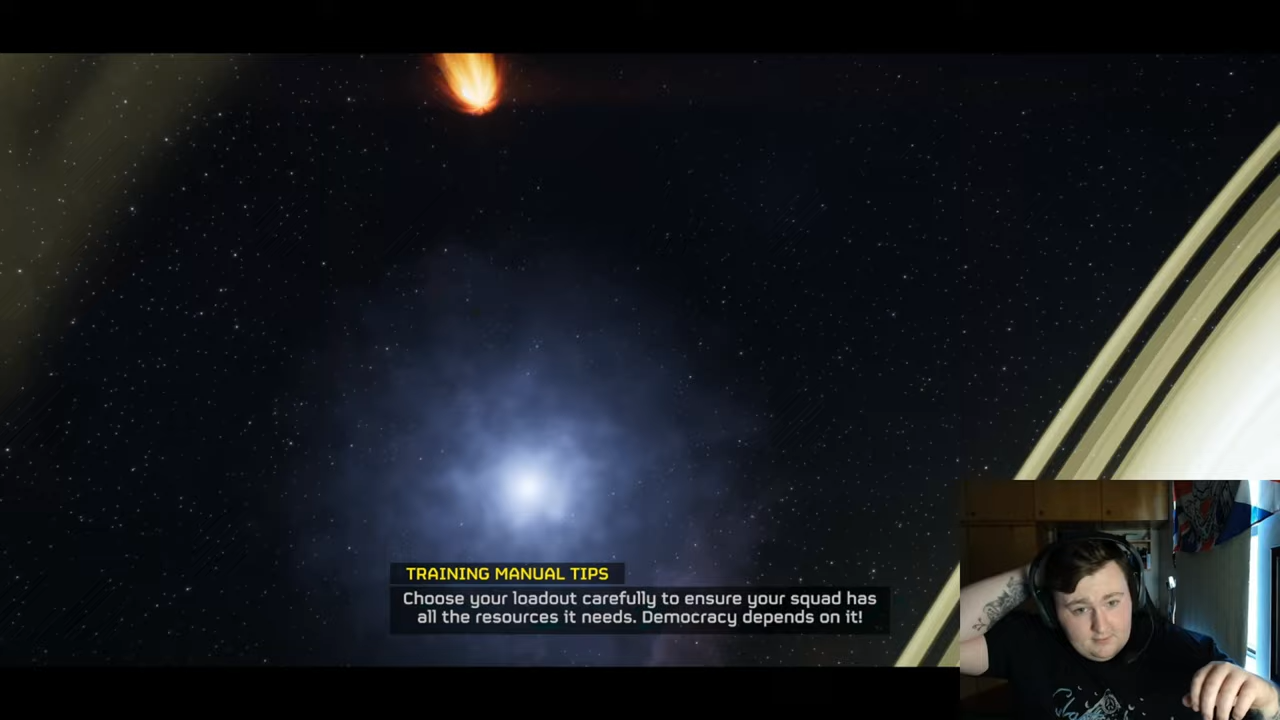 TRAINING MANUAL TIPS
Choose your loadout carefully to ensure your squad has
all the resources it needs. Democracy depends on it!